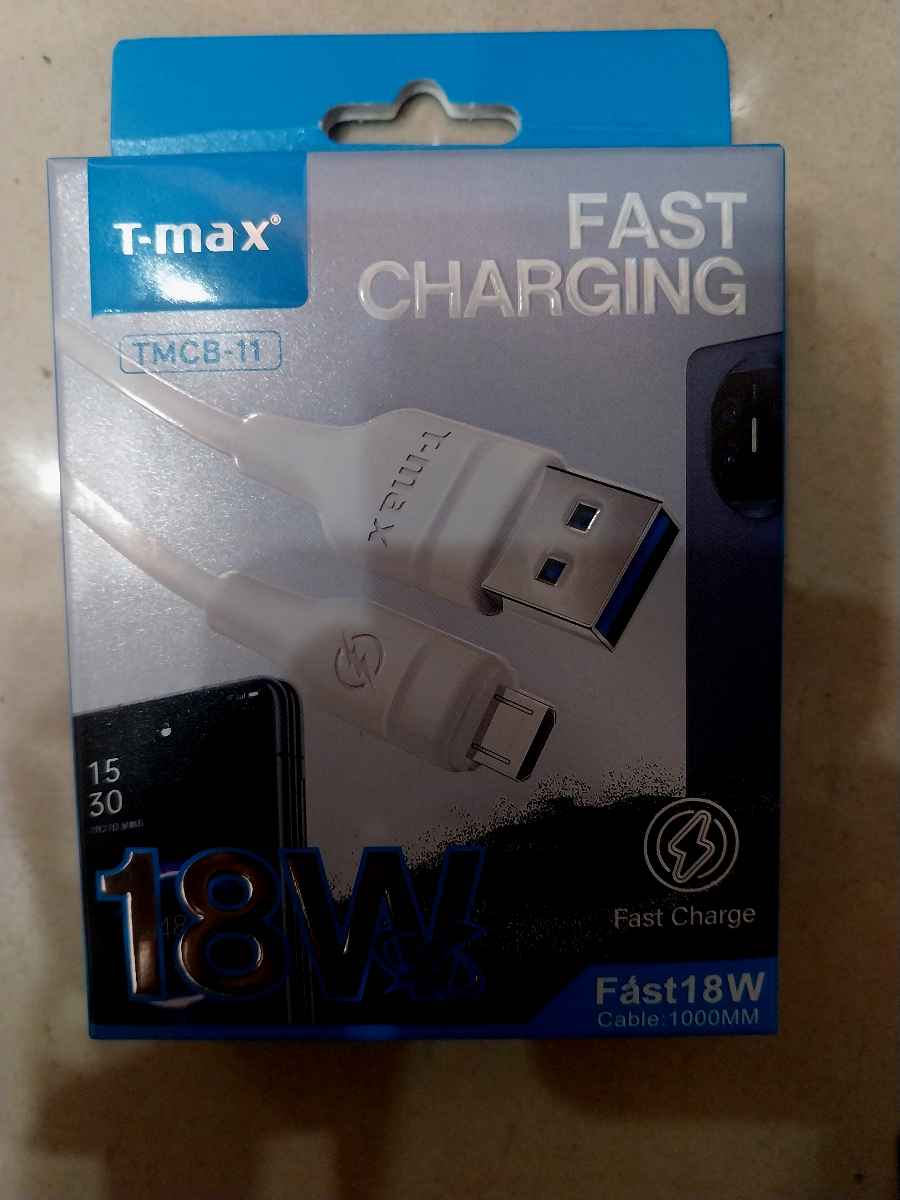 T-max®
FAST
CHARGING
TMCB-11
T-max
15
30
18W
Fast Charge
Fást18W
Cable:1000MM